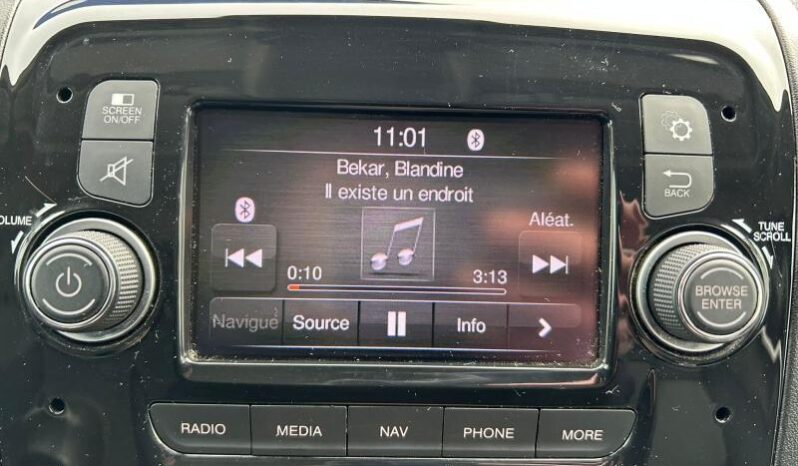 SCREEN
ON/OFF
11:01
Bekar, Blandine
Il existe un endroit
Aléat.
0:10
3:13
Navigue
Source
Info
VOLUME
BACK
TUNE
SCROLL
BROWSE
ENTER
RADIO
MEDIA
NAV
PHONE
MORE